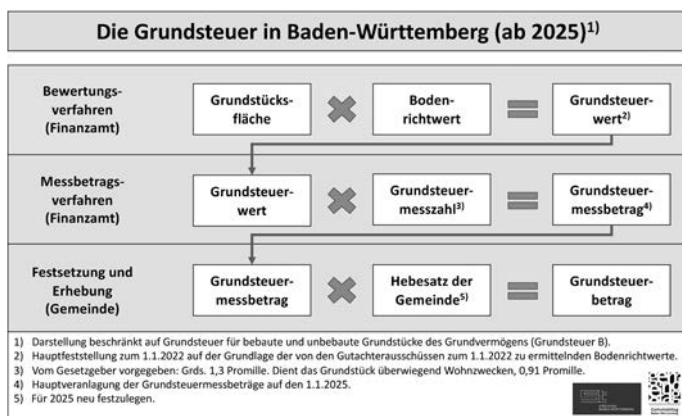 Die Grundsteuer in Baden-Württemberg (ab 2025)1)
Bewertungs-
verfahren
(Finanzamt)
Grundstücks-
fläche
Boden-
richtwert
Grundsteuer-
wert2)
Messbetrags-
verfahren
(Finanzamt)
Grundsteuer-
wert
Grundsteuer-
messzahl3)
Grundsteuer-
messbetrag4)
Festsetzung und
Erhebung
(Gemeinde)
Grundsteuer-
messbetrag
Hebesatz der
Gemeinde5)
Grundsteuer-
betrag
1) Darstellung beschränkt auf Grundsteuer für bebaute und unbebaute Grundstücke des Grundvermögens (Grundsteuer B).
2) Hauptfeststellung zum 1.1.2022 auf der Grundlage der von den Gutachterausschüssen zum 1.1.2022 zu ermittelnden Bodenrichtwerte.
3) Vom Gesetzgeber vorgegeben: Grds. 1,3 Promille. Dient das Grundstück überwiegend Wohnzwecken, 0,91 Promille.
4) Hauptveranlagung der Grundsteuermessbeträge auf den 1.1.2025.
5) Für 2025 neu festzulegen.